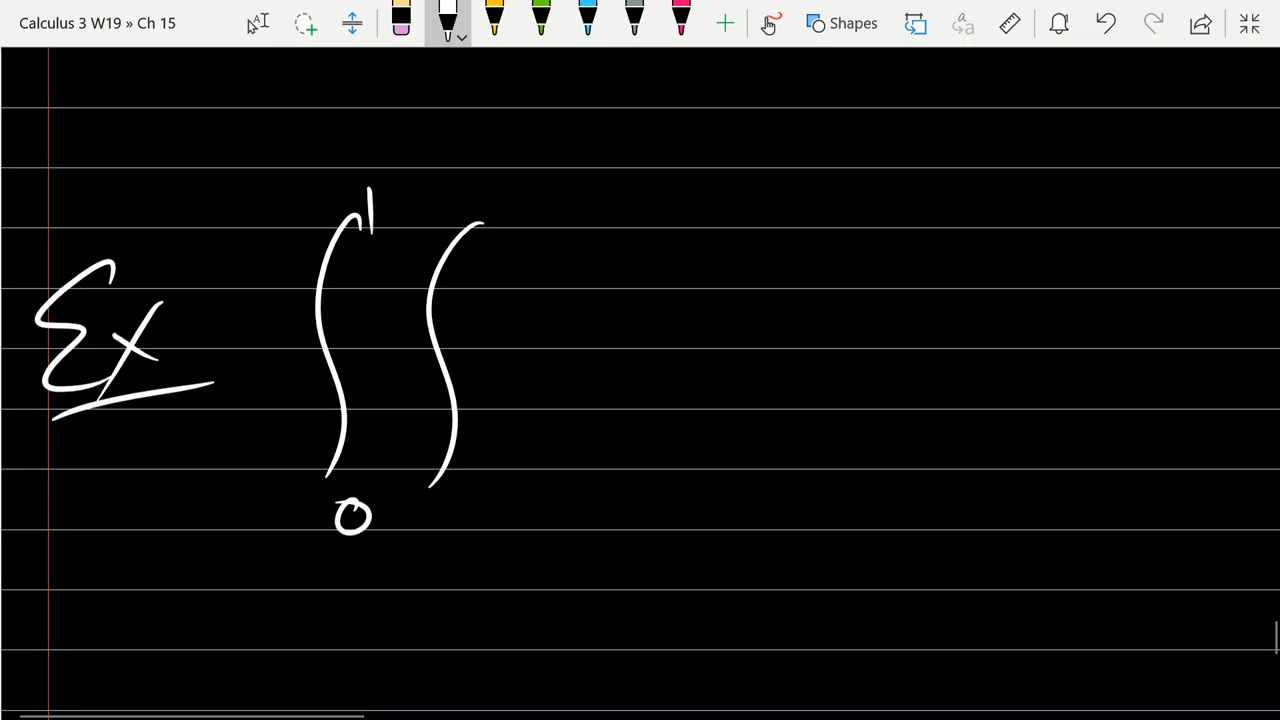 Calculus 3 W19 » Ch 15
Shapes
Ex ∫₀¹ ∫